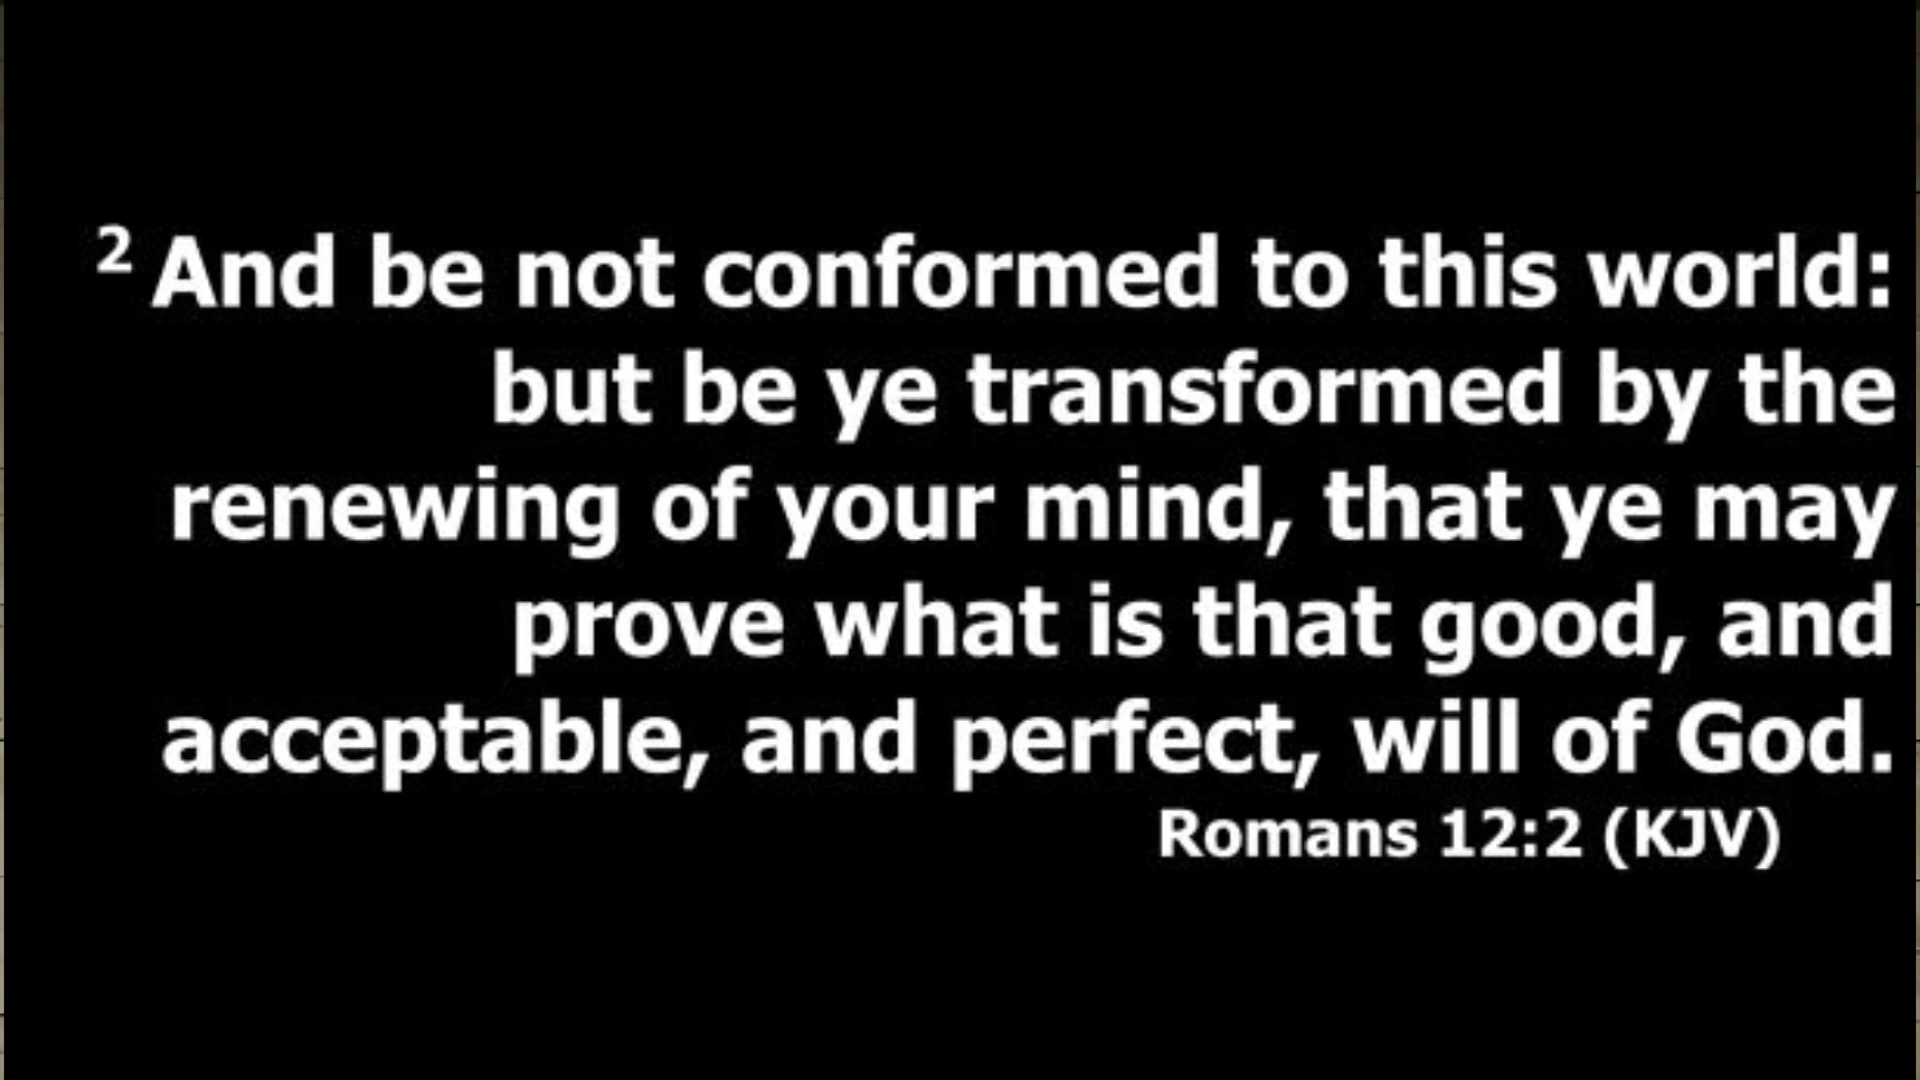 2 And be not conformed to this world:
but be ye transformed by the
renewing of your mind, that ye may
prove what is that good, and
acceptable, and perfect, will of God.
Romans 12:2 (KJV)